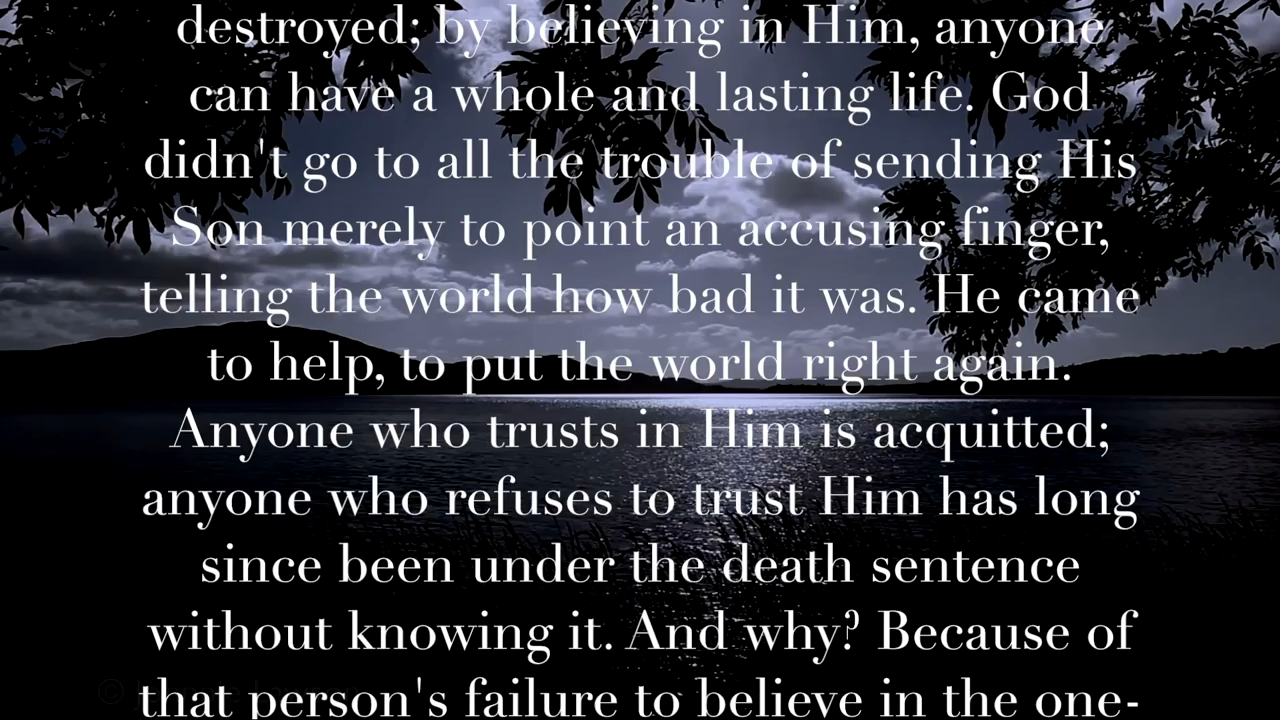 destroyed; by believing in Him, anyone
can have a whole and lasting life. God
didn't go to all the trouble of sending His
Son merely to point an accusing finger,
telling the world how bad it was. He came
to help, to put the world right again.
Anyone who trusts in Him is acquitted;
anyone who refuses to trust Him has long
since been under the death sentence
without knowing it. And why? Because of
that person's failure to believe in the one-